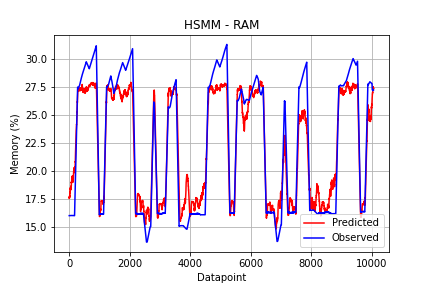 HSMM - RAM
30.0
27.5
25.0
22.5
20.0
17.5
15.0
Memory (%)
Predicted
Observed
0 2000 4000 6000 8000 10000
Datapoint